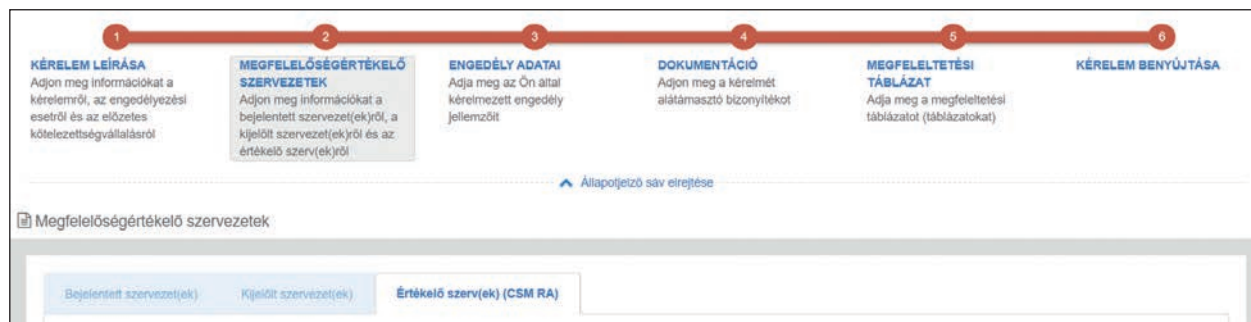 1
2
3
4
5
6
KÉRELEM LEÍRÁSA
Adjon meg információkat a
kérelemről, az engedélyezési
esetről és az előzetes
kötelezettségvállalásról
MEGFELELŐSÉGÉRTÉKELŐ
SZERVEZETEK
Adjon meg információkat a
bejelentett szervezet(ek)ről, a
kijelölt szervezet(ek)ről és az
értékelő szerv(ek)ről
ENGEDÉLY ADATAI
Adja meg az Ön által
kérelmezett engedély
jellemzőit
DOKUMENTÁCIÓ
Adjon meg a kérelmét
alátámasztó bizonyítékot
MEGFELELTETÉSI
TÁBLÁZAT
Adja meg a megfeleltetési
táblázatot (táblázatokat)
KÉRELEM BENYÚJTÁSA
Állapotjelző sáv elrejtése
Megfelelőségértékelő szervezetek
Bejelentett szervezet(ek)
Kijelölt szervezet(ek)
Értékelő szerv(ek) (CSM RA)